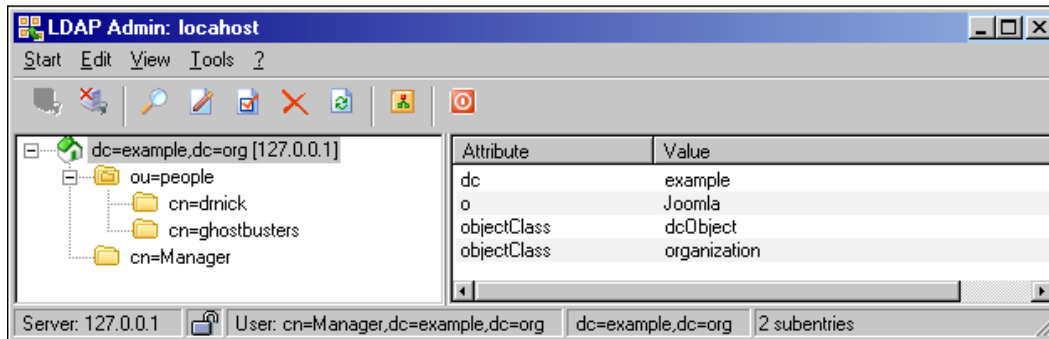 LDAP Admin: locahost
Start Edit View Tools ?
dc=example,dc=org [127.0.0.1]
ou=people
cn=drnick
cn=ghostbusters
cn=Manager
Attribute Value
dc example
o Joomla
objectClass dcObject
objectClass organization
Server: 127.0.0.1 User: cn=Manager,dc=example,dc=org dc=example,dc=org 2 subentries